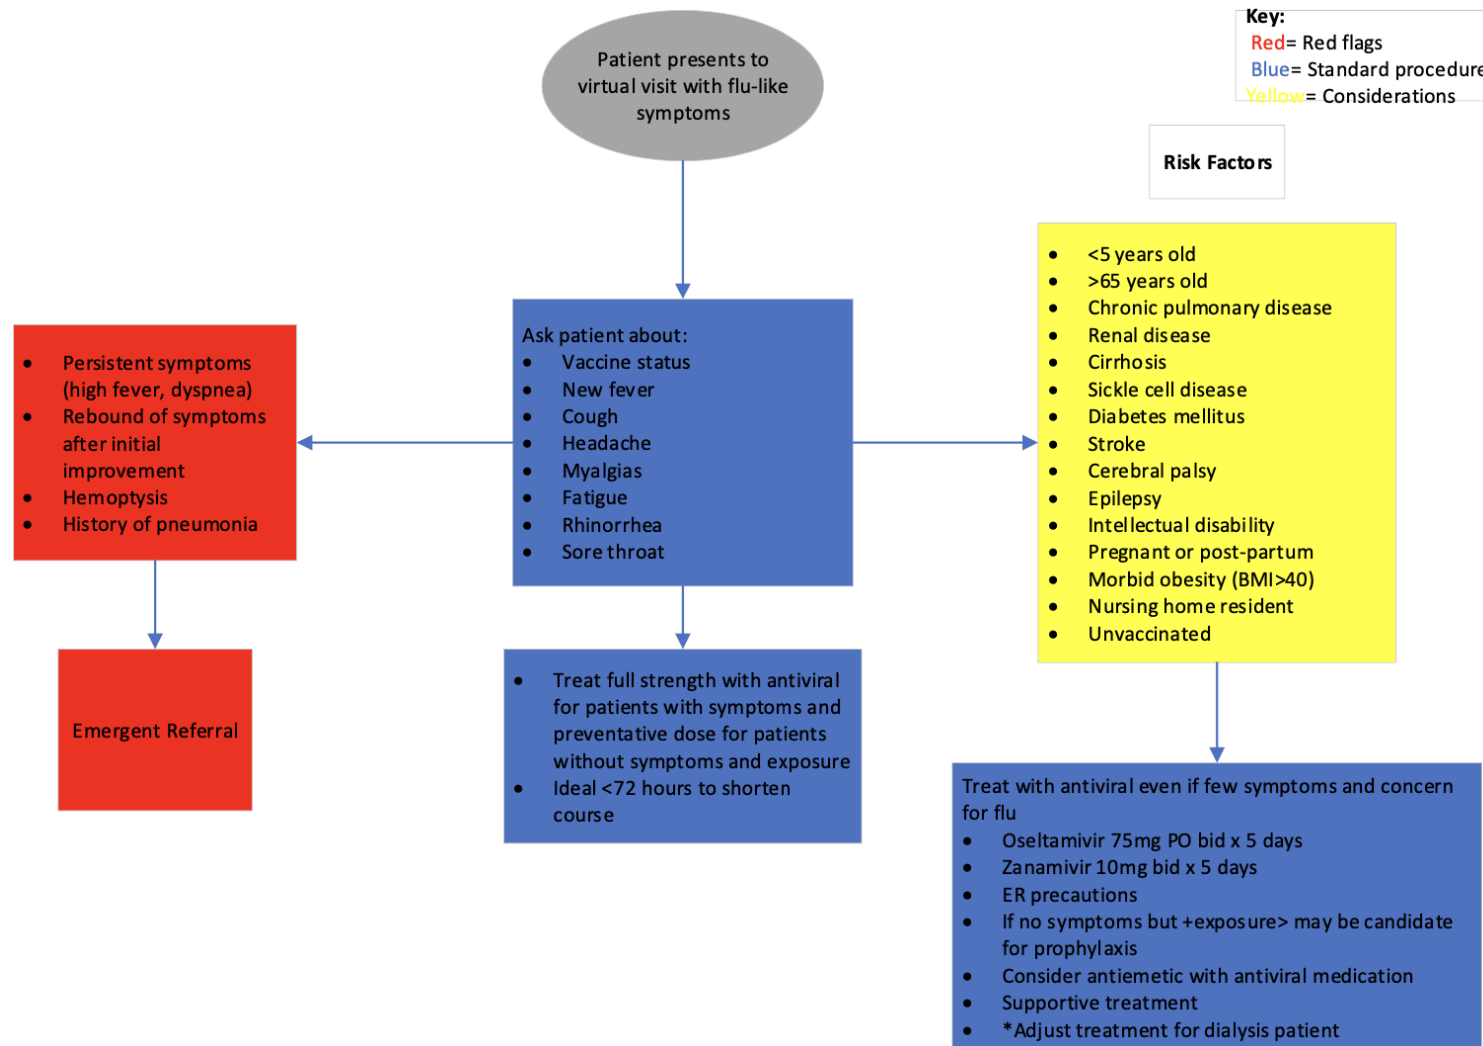 Patient presents to
virtual visit with flu-like
symptoms
Key:
Red= Red flags
Blue= Standard procedure
Yellow= Considerations
Risk Factors
• Persistent symptoms
(high fever, dyspnea)
• Rebound of symptoms
after initial
improvement
• Hemoptysis
• History of pneumonia
Emergent Referral
Ask patient about:
• Vaccine status
• New fever
• Cough
• Headache
• Myalgias
• Fatigue
• Rhinorrhea
• Sore throat
• Treat full strength with antiviral
for patients with symptoms and
preventative dose for patients
without symptoms and exposure
• Ideal <72 hours to shorten
course
• <5 years old
• >65 years old
• Chronic pulmonary disease
• Renal disease
• Cirrhosis
• Sickle cell disease
• Diabetes mellitus
• Stroke
• Cerebral palsy
• Epilepsy
• Intellectual disability
• Pregnant or post-partum
• Morbid obesity (BMI>40)
• Nursing home resident
• Unvaccinated
Treat with antiviral even if few symptoms and concern
for flu
• Oseltamivir 75mg PO bid x 5 days
• Zanamivir 10mg bid x 5 days
• ER precautions
• If no symptoms but +exposure> may be candidate
for prophylaxis
• Consider antiemetic with antiviral medication
• Supportive treatment
• *Adjust treatment for dialysis patient